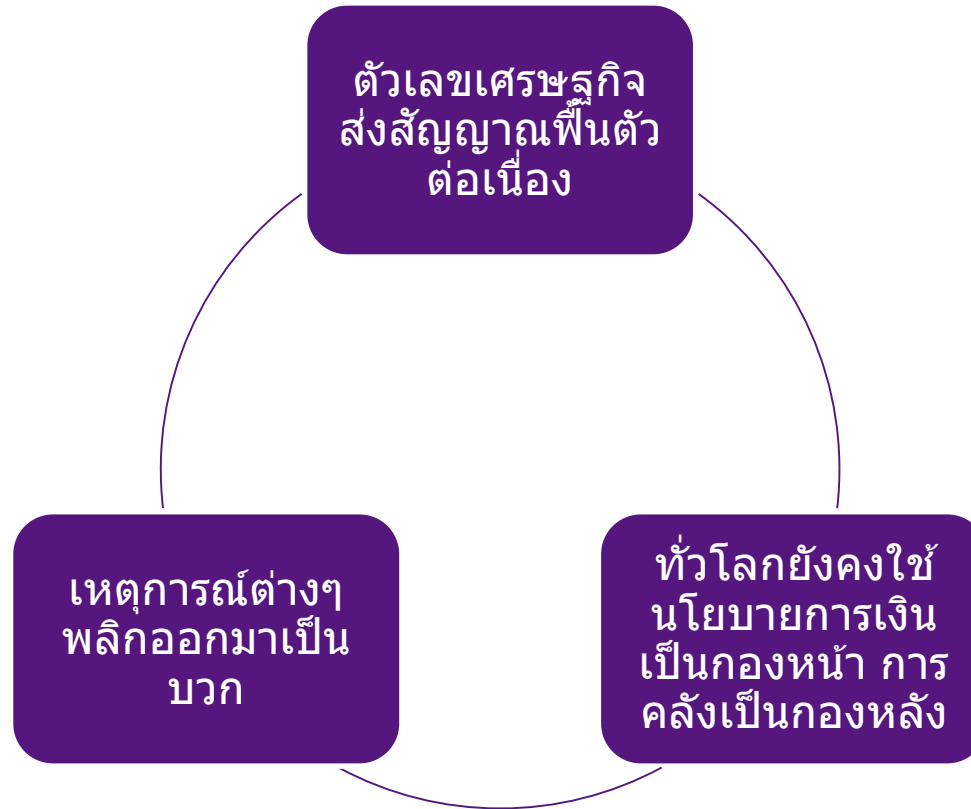 ตัวเลขเศรษฐกิจ
ส่งสัญญาณฟื้นตัว
ต่อเนื่อง
เหตุการณ์ต่างๆ
พลิกออกมาเป็น
บวก
ทั่วโลกยังคงใช้
นโยบายการเงิน
เป็นกองหน้า การ
คลังเป็นกองหลัง